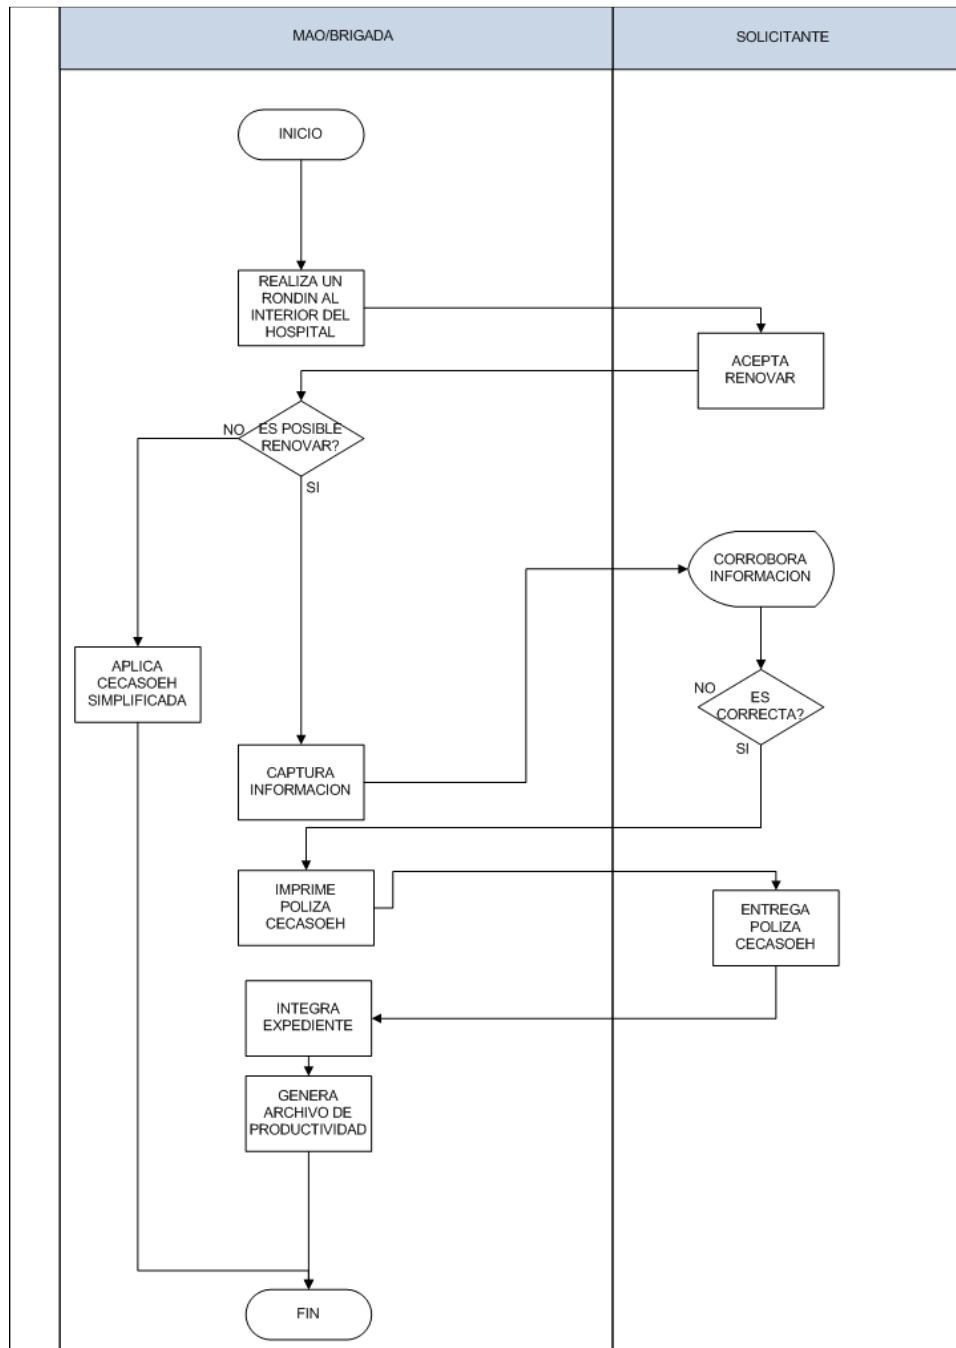 MAO/BRIGADA
SOLICITANTE
INICIO
REALIZA UN
RONDIN AL
INTERIOR DEL
HOSPITAL
ACEPTA
RENOVAR
ES POSIBLE
RENOVAR?
NO
SI
CORROBORA
INFORMACION
APLICA
CECASOEH
SIMPLIFICADA
NO
ES
CORRECTA?
SI
CAPTURA
INFORMACION
IMPRIME
POLIZA
CECASOEH
ENTREGA
POLIZA
CECASOEH
INTEGRA
EXPEDIENTE
GENERA
ARCHIVO DE
PRODUCTIVIDAD
FIN